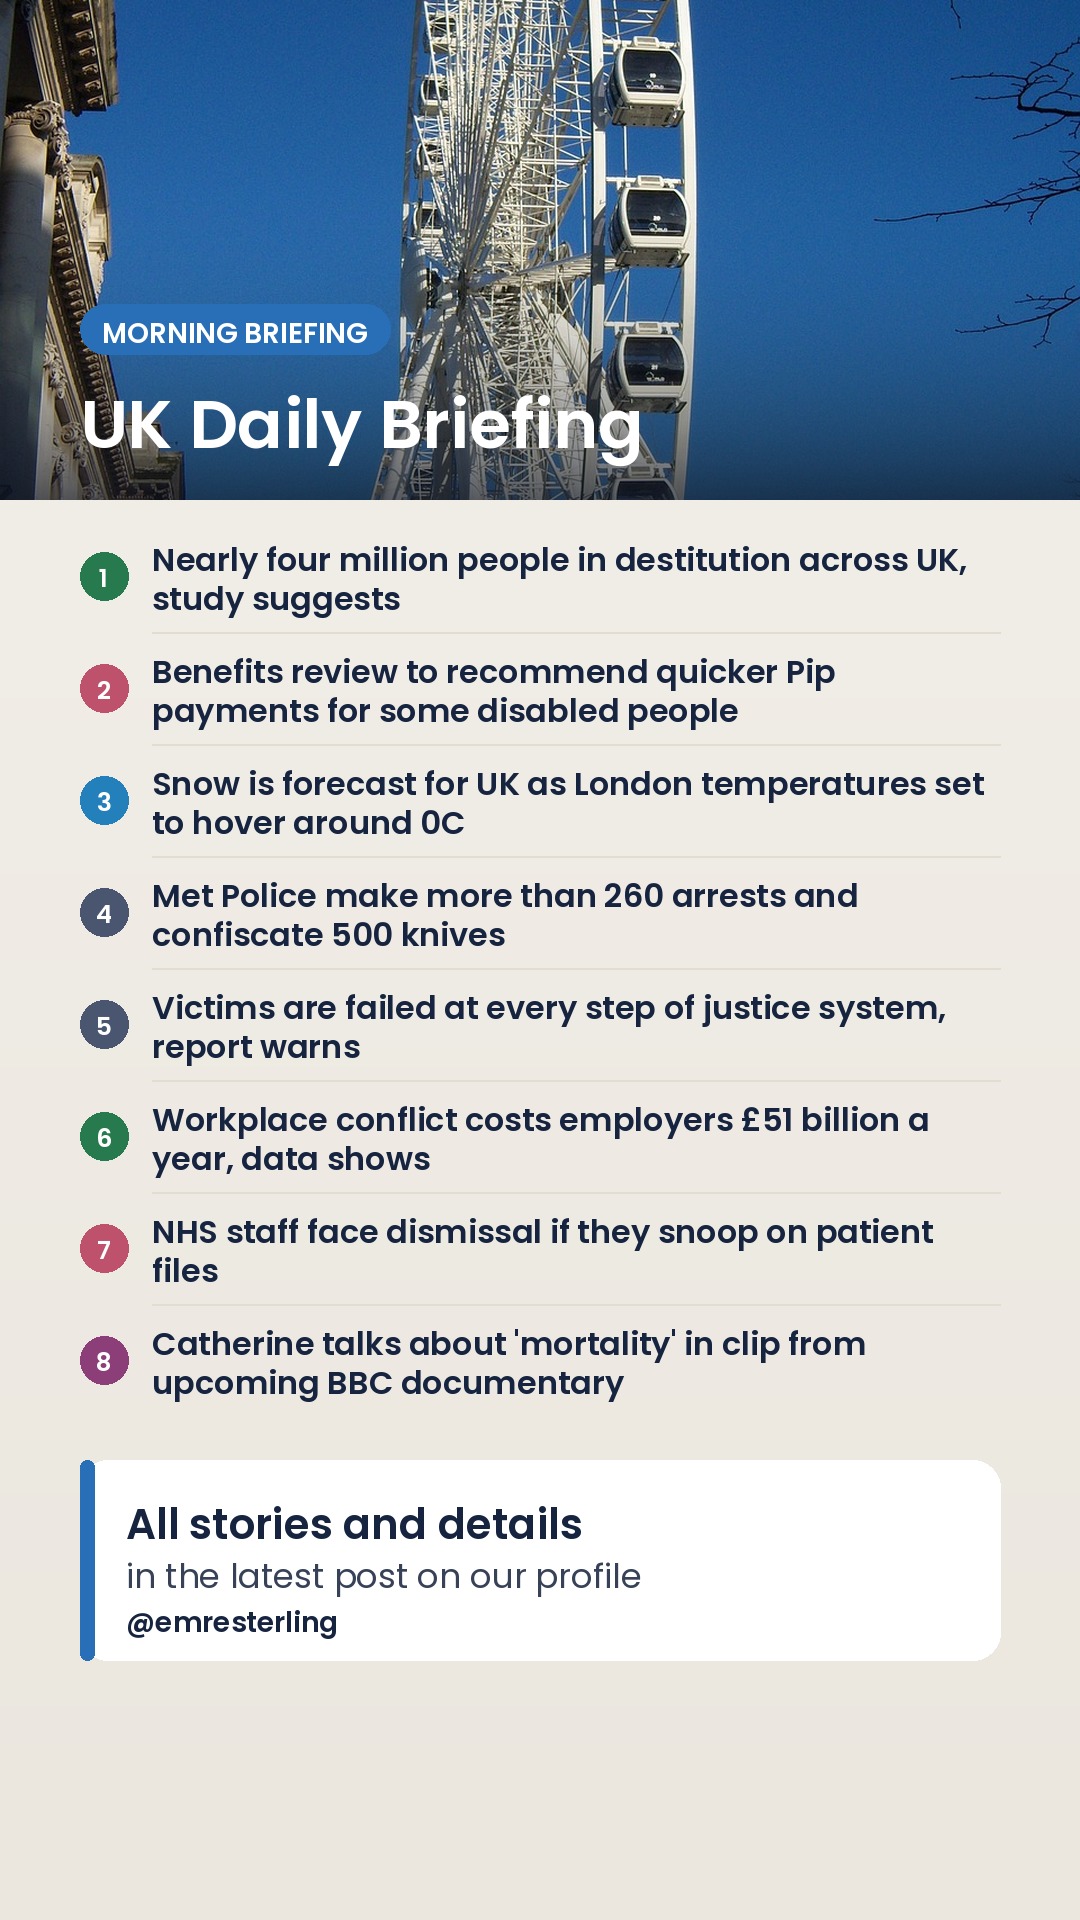 MORNING BRIEFING
UK Daily Briefing
1
Nearly four million people in destitution across UK,
study suggests
2
Benefits review to recommend quicker Pip
payments for some disabled people
3
Snow is forecast for UK as London temperatures set
to hover around 0C
4
Met Police make more than 260 arrests and
confiscate 500 knives
5
Victims are failed at every step of justice system,
report warns
6
Workplace conflict costs employers £51 billion a
year, data shows
7
NHS staff face dismissal if they snoop on patient
files
8
Catherine talks about 'mortality' in clip from
upcoming BBC documentary
All stories and details
in the latest post on our profile
@emresterling